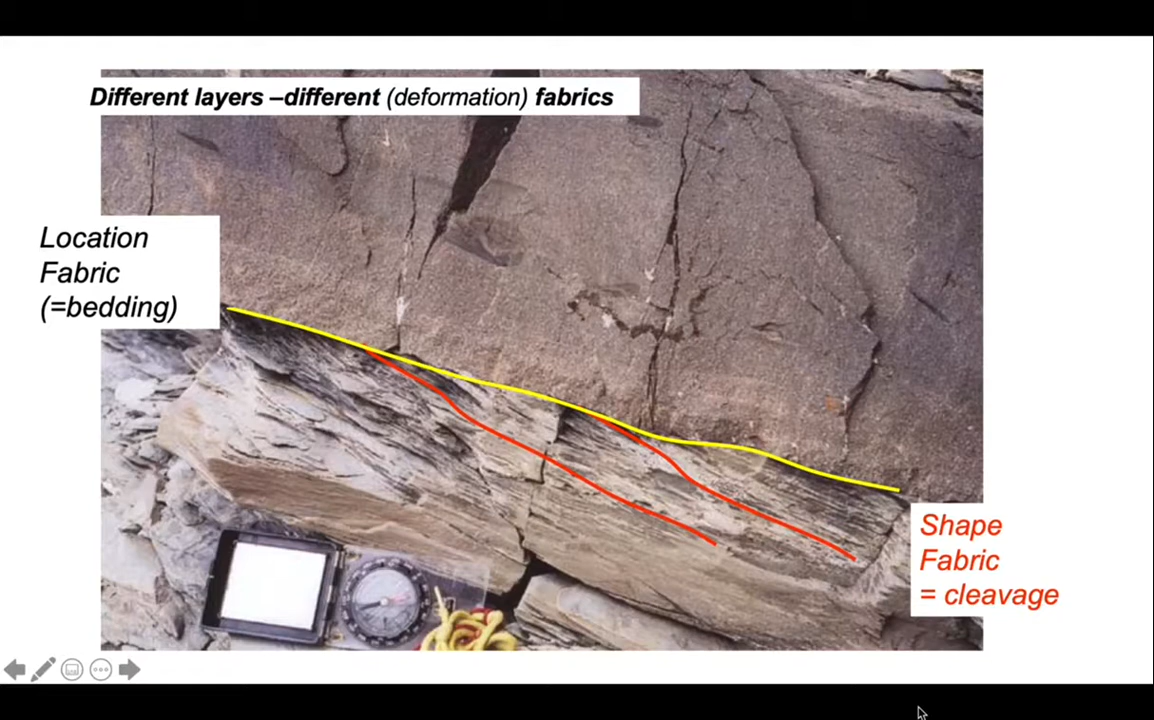 Different layers –different (deformation) fabrics
Location
Fabric
(=bedding)
Shape
Fabric
= cleavage